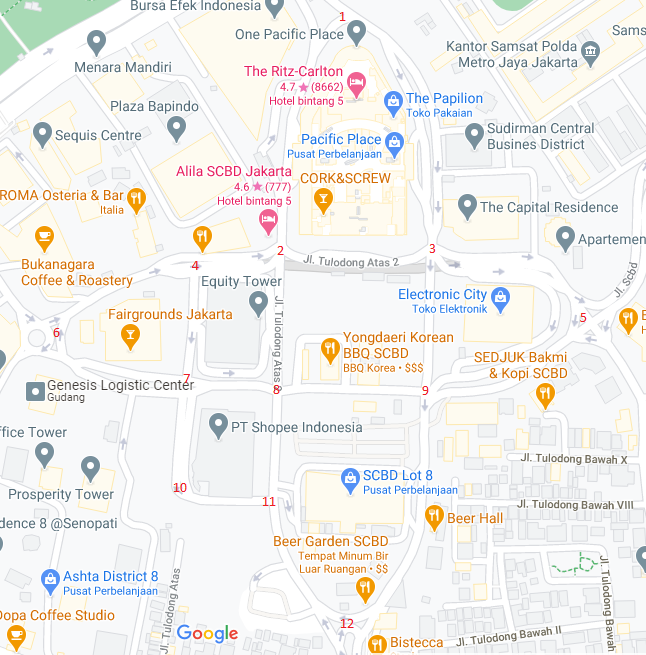 Bursa Efek Indonesia
1
One Pacific Place
Menara Mandiri
Kantor Samsat Polda
Metro Jaya Jakarta
Sams
The Ritz-Carlton
4.7 ★ (8662)
Hotel bintang 5
The Papilion
Toko Pakaian
Plaza Bapindo
Sequis Centre
Pacific Place
Pusat Perbelanjaan
Sudirman Central
Busines District
Alila SCBD Jakarta
4.6 ★ (777)
Hotel bintang 5
CORK&SCREW
ROMA Osteria & Bar
Italia
The Capital Residence
Apartemen
Bukanagara
Coffee & Roastery
4
2
3
Jl. Tulodong Atas 2
Jl. Scbd
Equity Tower
Electronic City
Toko Elektronik
Fairgrounds Jakarta
5
6
Jl. Tulodong Atas 2
Yongdaeri Korean
BBQ SCBD
BBQ Korea • $$$
SEDJUK Bakmi
& Kopi SCBD
Genesis Logistic Center
Gudang
7
8
9
PT Shopee Indonesia
ffice Tower
Jl. Tulodong Bawah X
Prosperity Tower
10
11
SCBD Lot 8
Pusat Perbelanjaan
Jl. Tulodong Bawah VIII
dence 8 @Senopati
Beer Hall
Beer Garden SCBD
Tempat Minum Bir
Luar Ruangan • $$
Ashta District 8
Pusat Perbelanjaan
Jl. Tulodong Atas
Jl. Tulodong Bawah
Dopa Coffee Studio
Google
12
Bistecca
Jl. Tulodong Bawah II